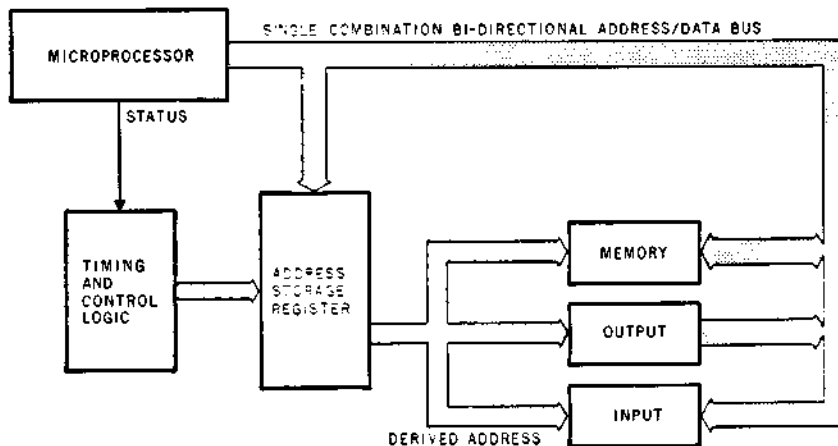 SINGLE COMBINATION BI-DIRECTIONAL ADDRESS/DATA BUS
MICROPROCESSOR
STATUS
TIMING
AND
CONTROL
LOGIC
ADDRESS
STORAGE
REGISTER
MEMORY
OUTPUT
INPUT
DERIVED ADDRESS